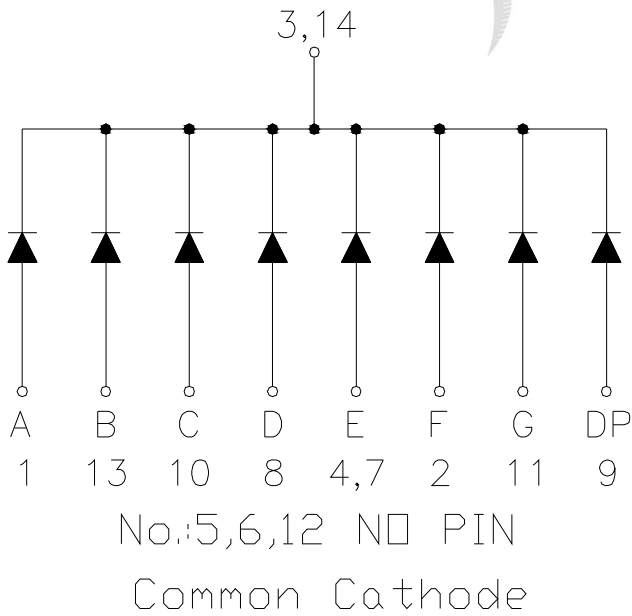 3,14
A B C D E F G DP
1 13 10 8 4,7 2 11 9
No.:5,6,12 NO PIN
Common Cathode